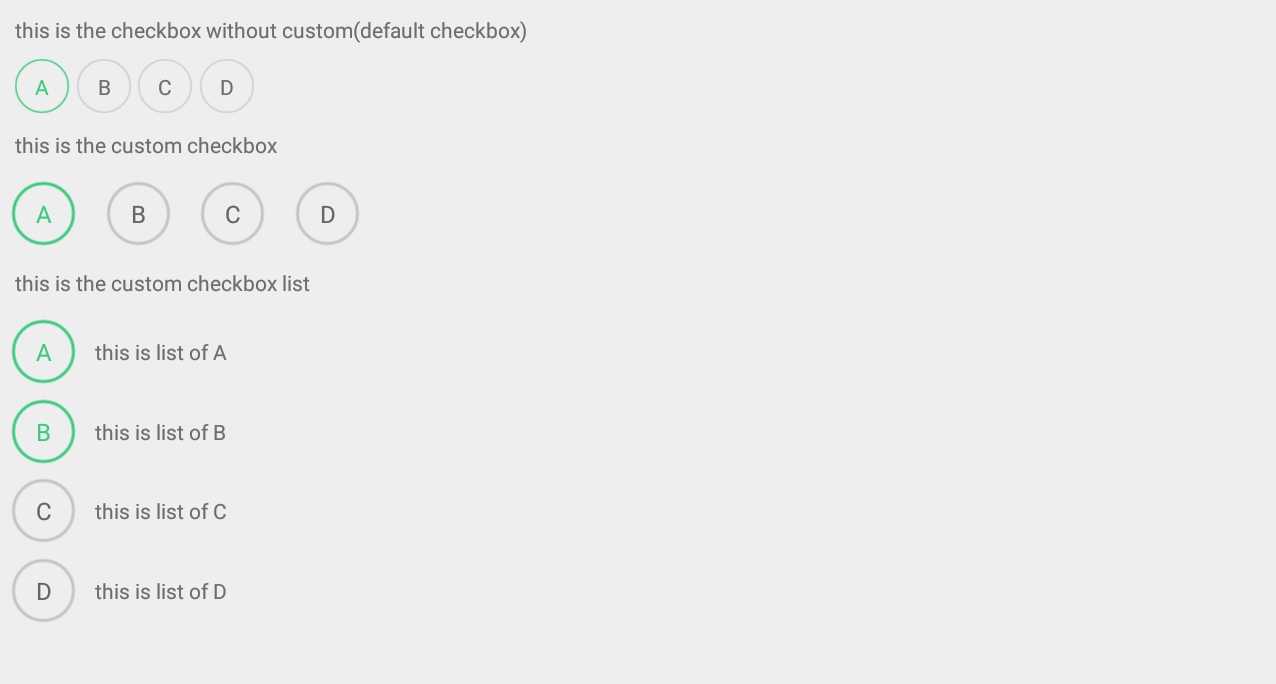 this is the checkbox without custom(default checkbox)
A B C D
this is the custom checkbox
A B C D
this is the custom checkbox list
A this is list of A
B this is list of B
C this is list of C
D this is list of D